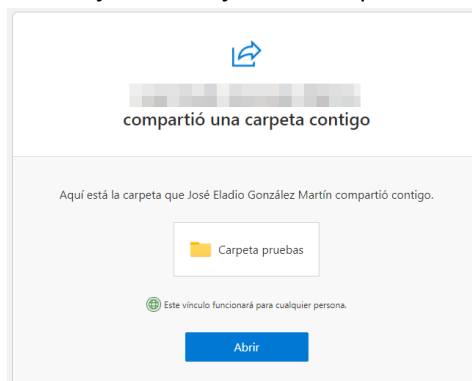 compartió una carpeta contigo
Aquí está la carpeta que José Eladio González Martín compartió contigo.
Carpeta pruebas
Este vínculo funcionará para cualquier persona.
Abrir